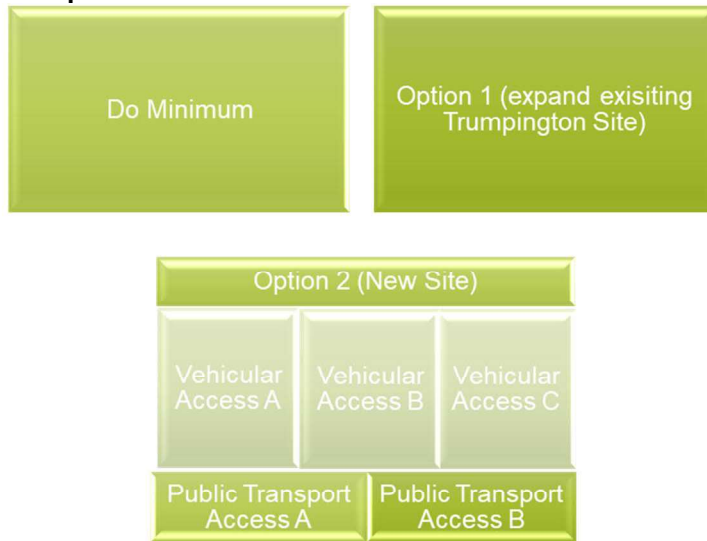 Do Minimum
Option 1 (expand exisiting
Trumpington Site)
Option 2 (New Site)
Vehicular
Access A
Vehicular
Access B
Vehicular
Access C
Public Transport
Access A
Public Transport
Access B